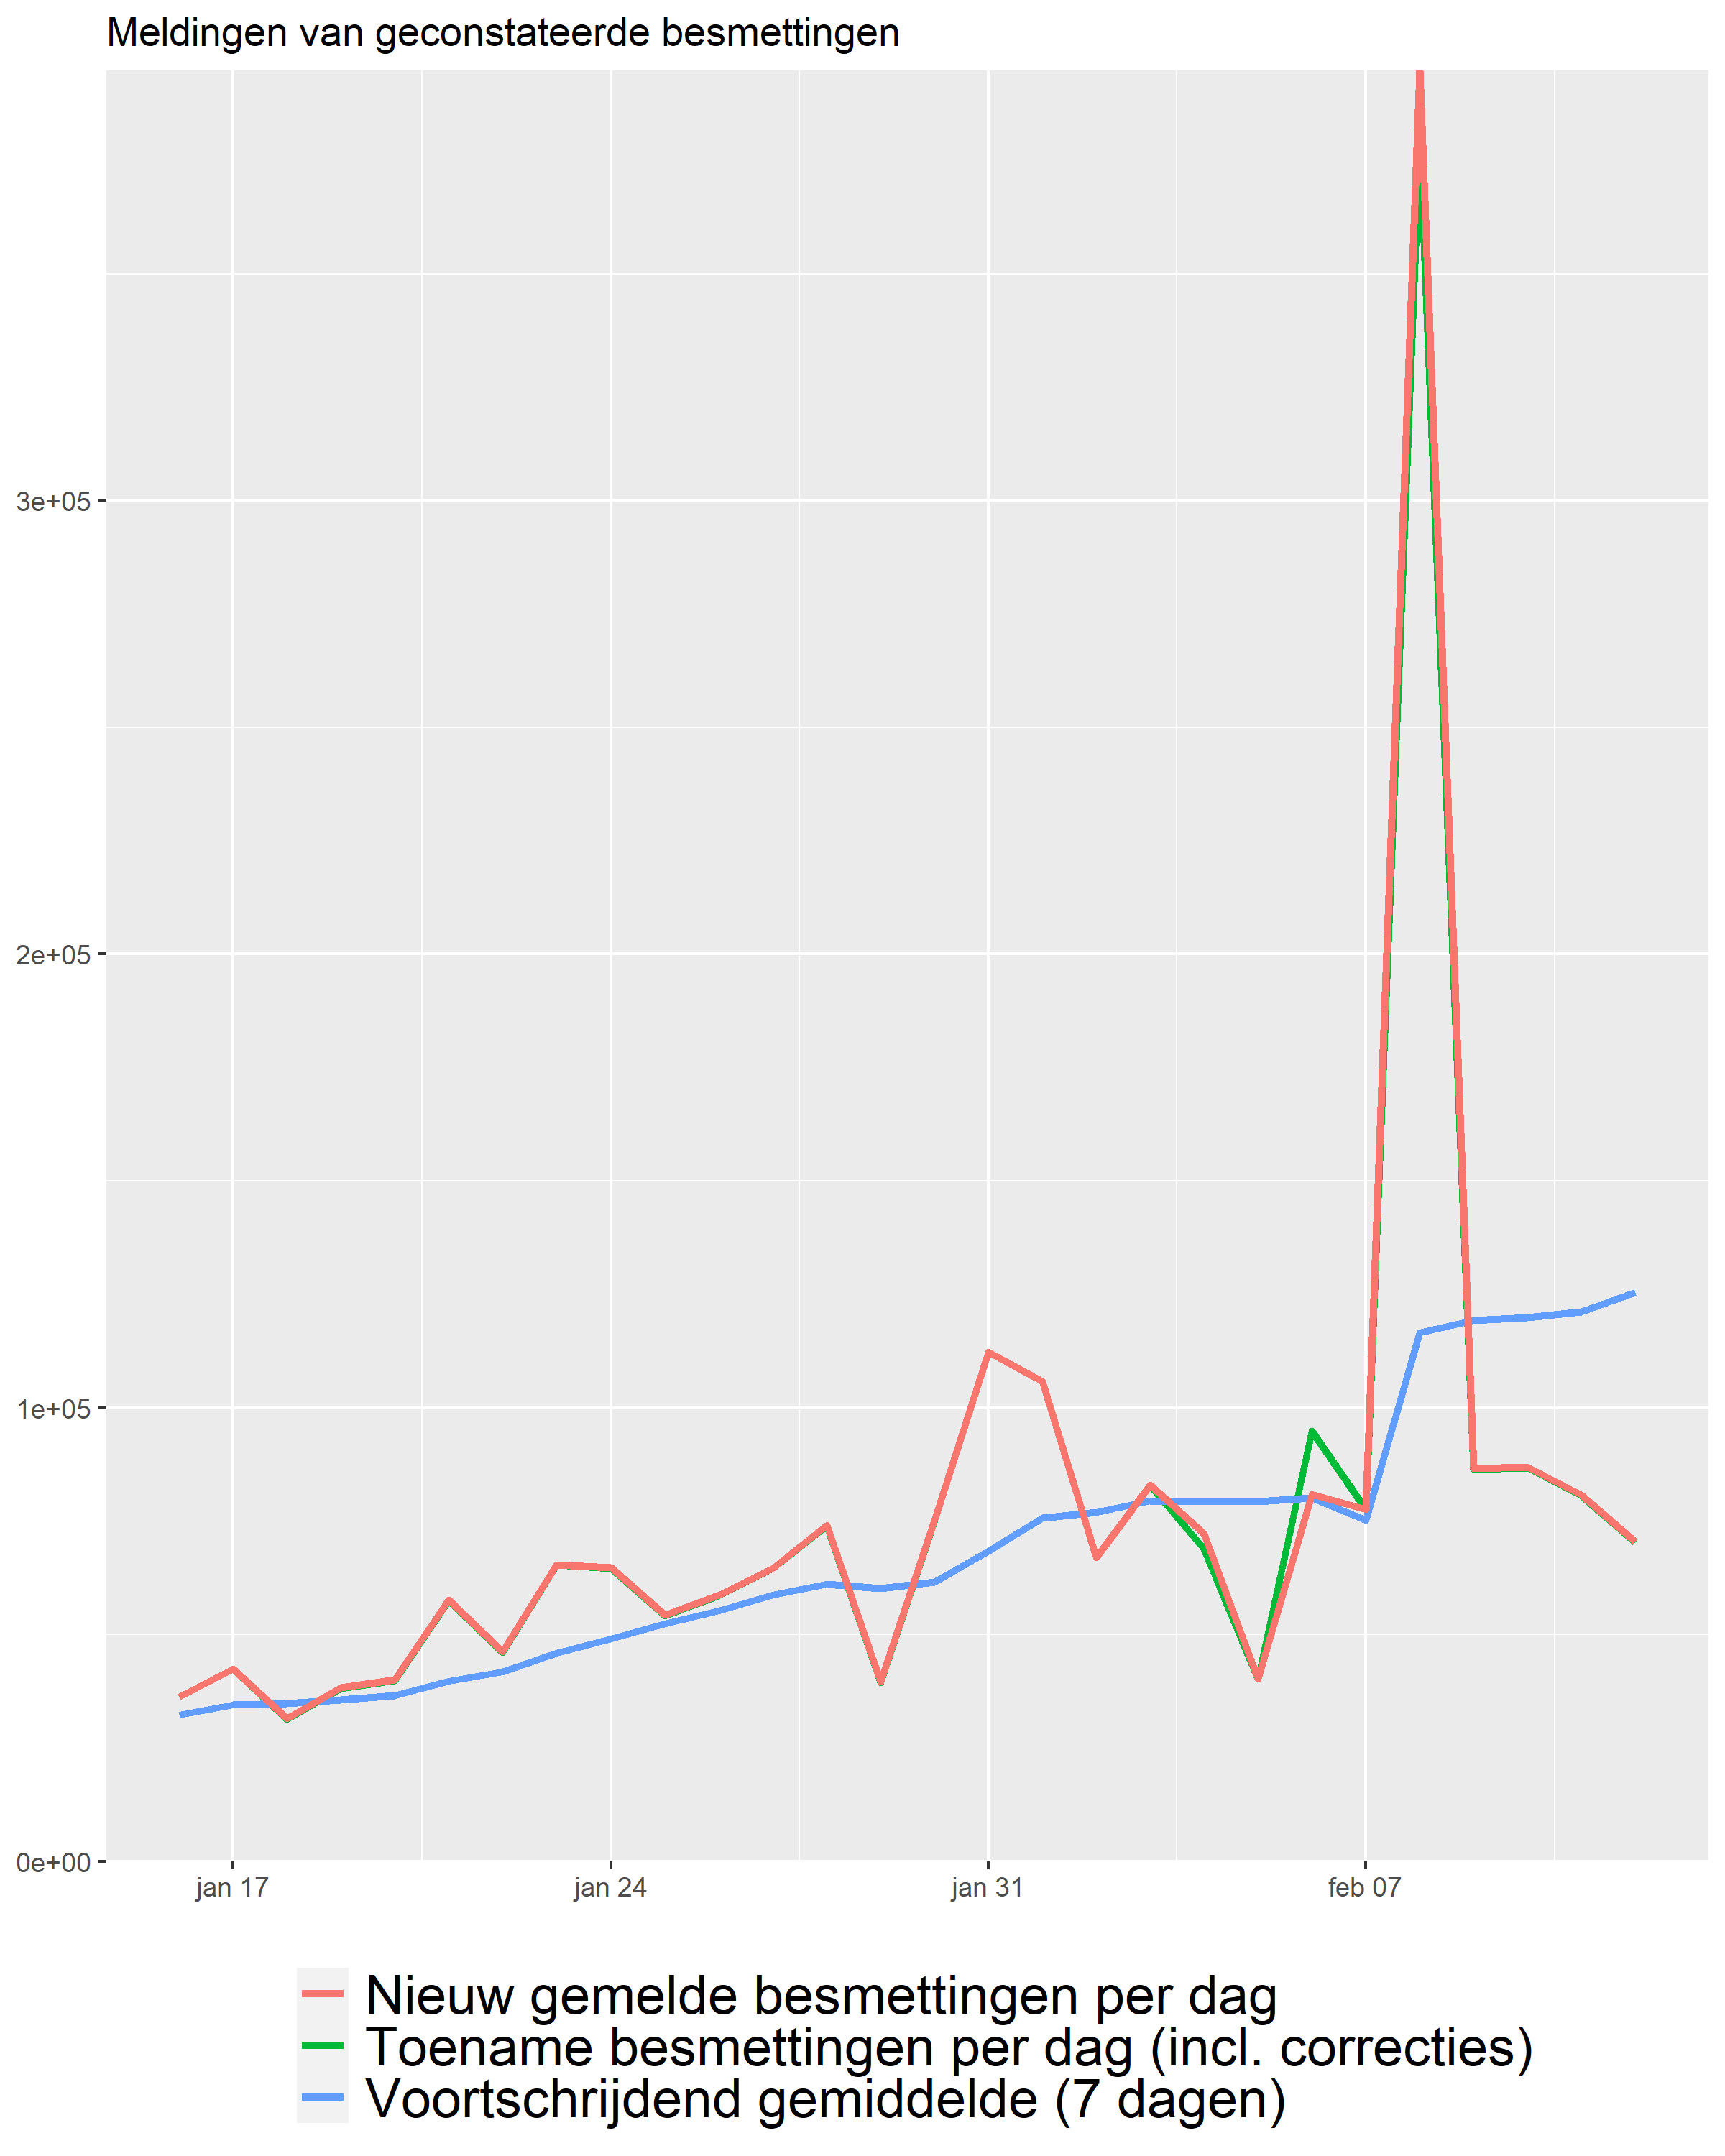 Meldingen van geconstateerde besmettingen
3e+05
2e+05
1e+05
0e+00
jan 17 jan 24 jan 31 feb 07
Nieuw gemelde besmettingen per dag
Toename besmettingen per dag (incl. correcties)
Voortschrijdend gemiddelde (7 dagen)